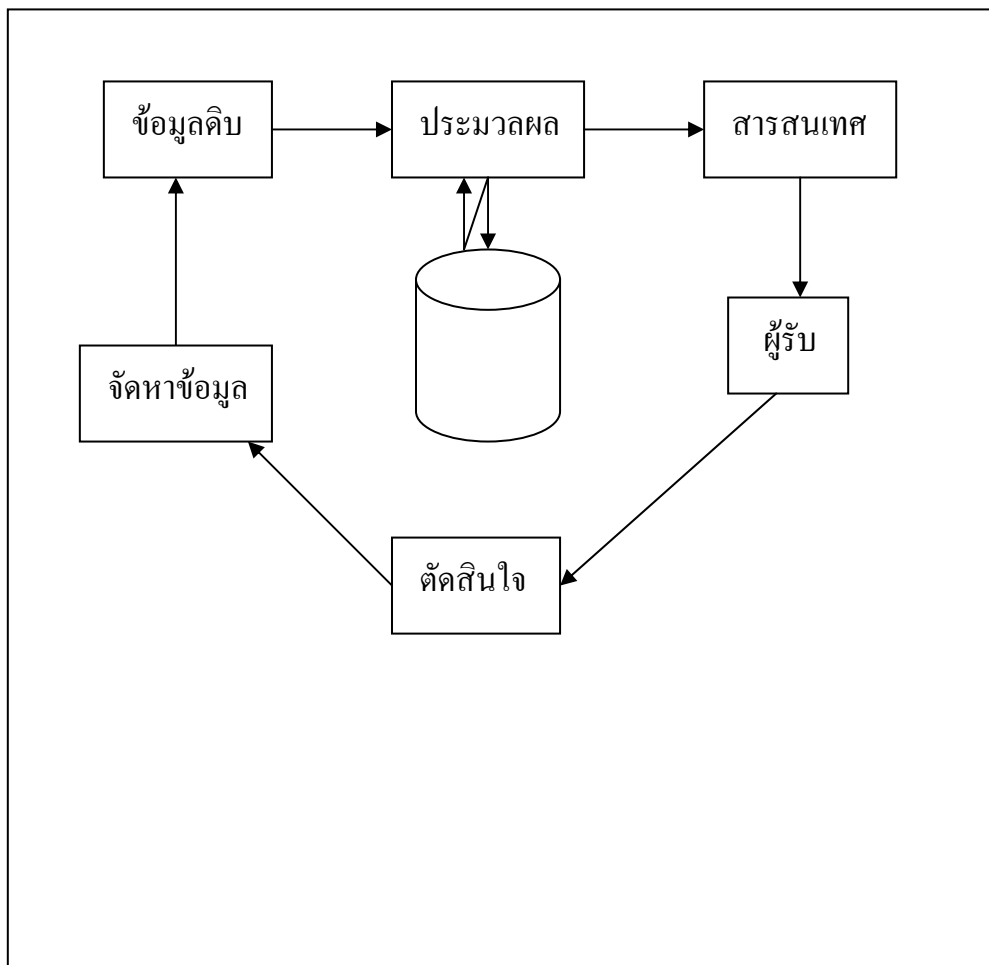 ข้อมูลดิบ
ประมวลผล
สารสนเทศ
ผู้รับ
จัดหาข้อมูล
ตัดสินใจ